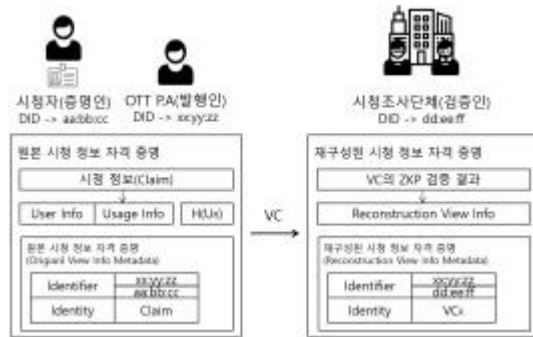 시청자(증명인)
DID -> aa:bb:cc
OTT P.A(발행인)
DID -> xx:yy:zz
시청조사단체(검증인)
DID -> dd:ee:ff
원본 시청 정보 자격 증명
시청 정보(Claim)
User Info
Usage Info
H(Uₖ)
원본 시청 정보 자격 증명
(Origianl View Info Metadata)
Identifier
xx:yy:zz
aa:bb:cc
Identity
Claim
VC
재구성원 시청 정보 자격 증명
VC의 ZKP 검증 결과
Reconstruction View Info
재구성원 시청 정보 자격 증명
(Reconstruction View Info Metadata)
Identifier
xx:yy:zz
dd:ee:ff
Identity
VCₖ